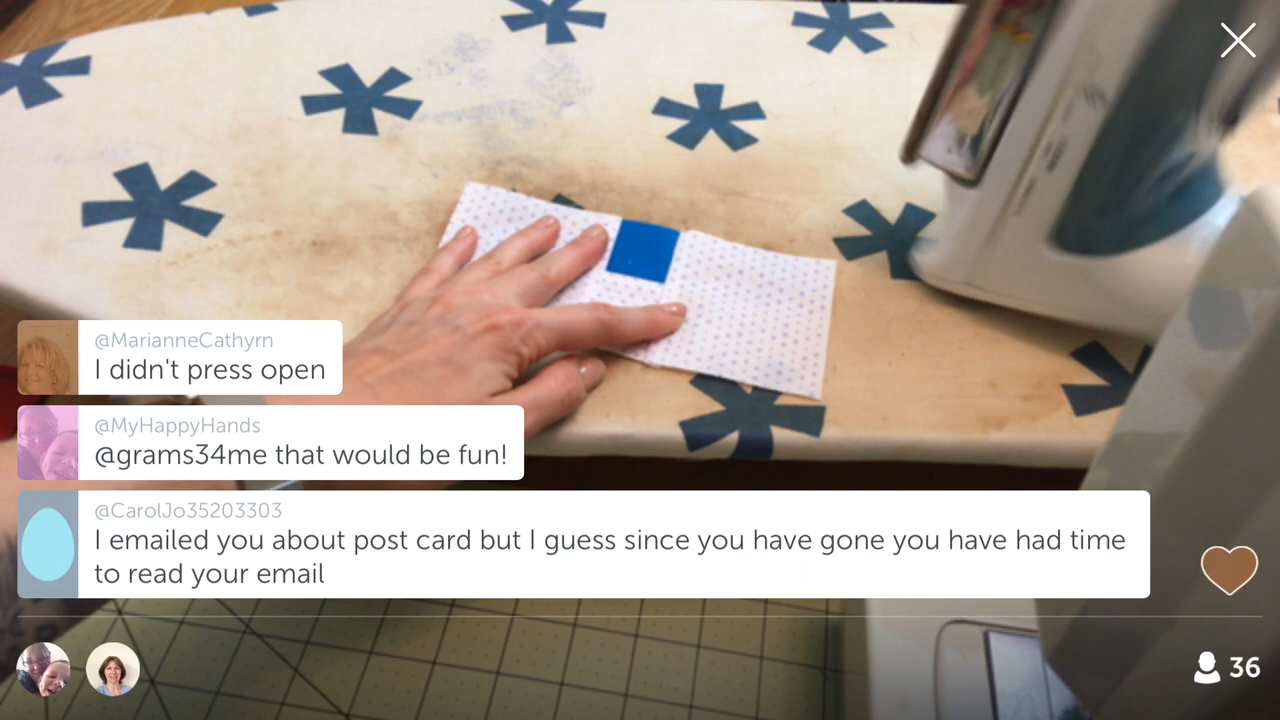 @MarianneCathyrn
I didn't press open
@MyHappyHands
@grams34me that would be fun!
@CarolJo35203303
I emailed you about post card but I guess since you have gone you have had time
to read your email
36